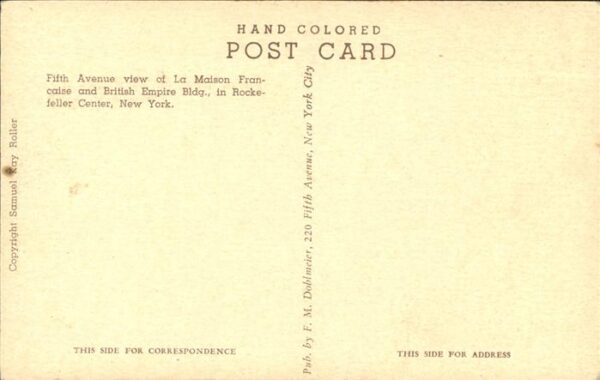 HAND COLORED
POST CARD
Fifth Avenue view of La Maison Fran-
caise and British Empire Bldg., in Rocke-
feller Center, New York.
Copyright Samuel Kay Roller
Pub. by F. M. Dohlmeier, 220 Fifth Avenue, New York City
THIS SIDE FOR CORRESPONDENCE
THIS SIDE FOR ADDRESS